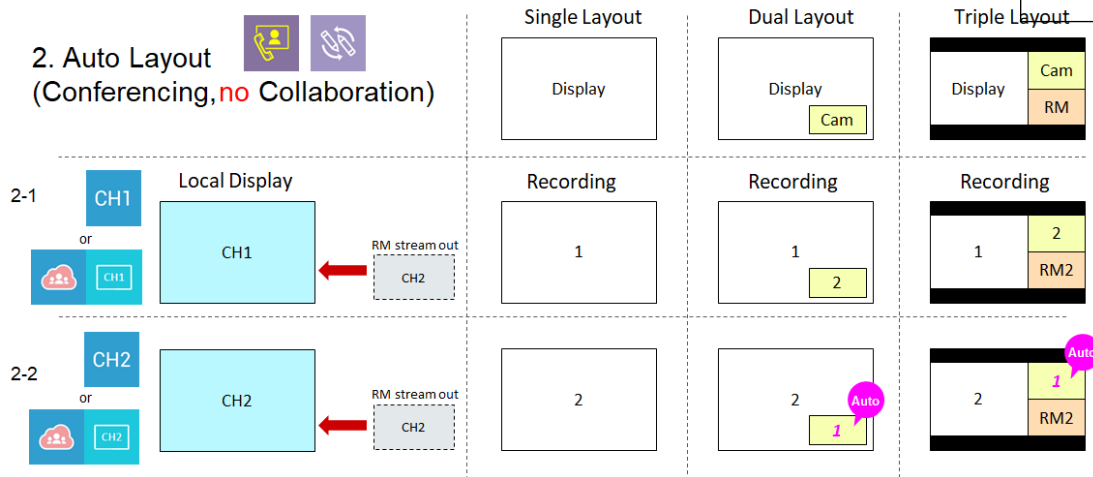 Single Layout
Dual Layout
Triple Layout
2. Auto Layout
(Conferencing,no Collaboration)
Display
Display
Cam
Display
Cam
RM
2-1
CH1
or
CH1
Local Display
CH1
RM stream out
CH2
Recording
1
Recording
1
2
Recording
1
2
RM2
2-2
CH2
or
CH2
CH2
RM stream out
CH2
2
2
1
Auto
2
1
Auto
RM2